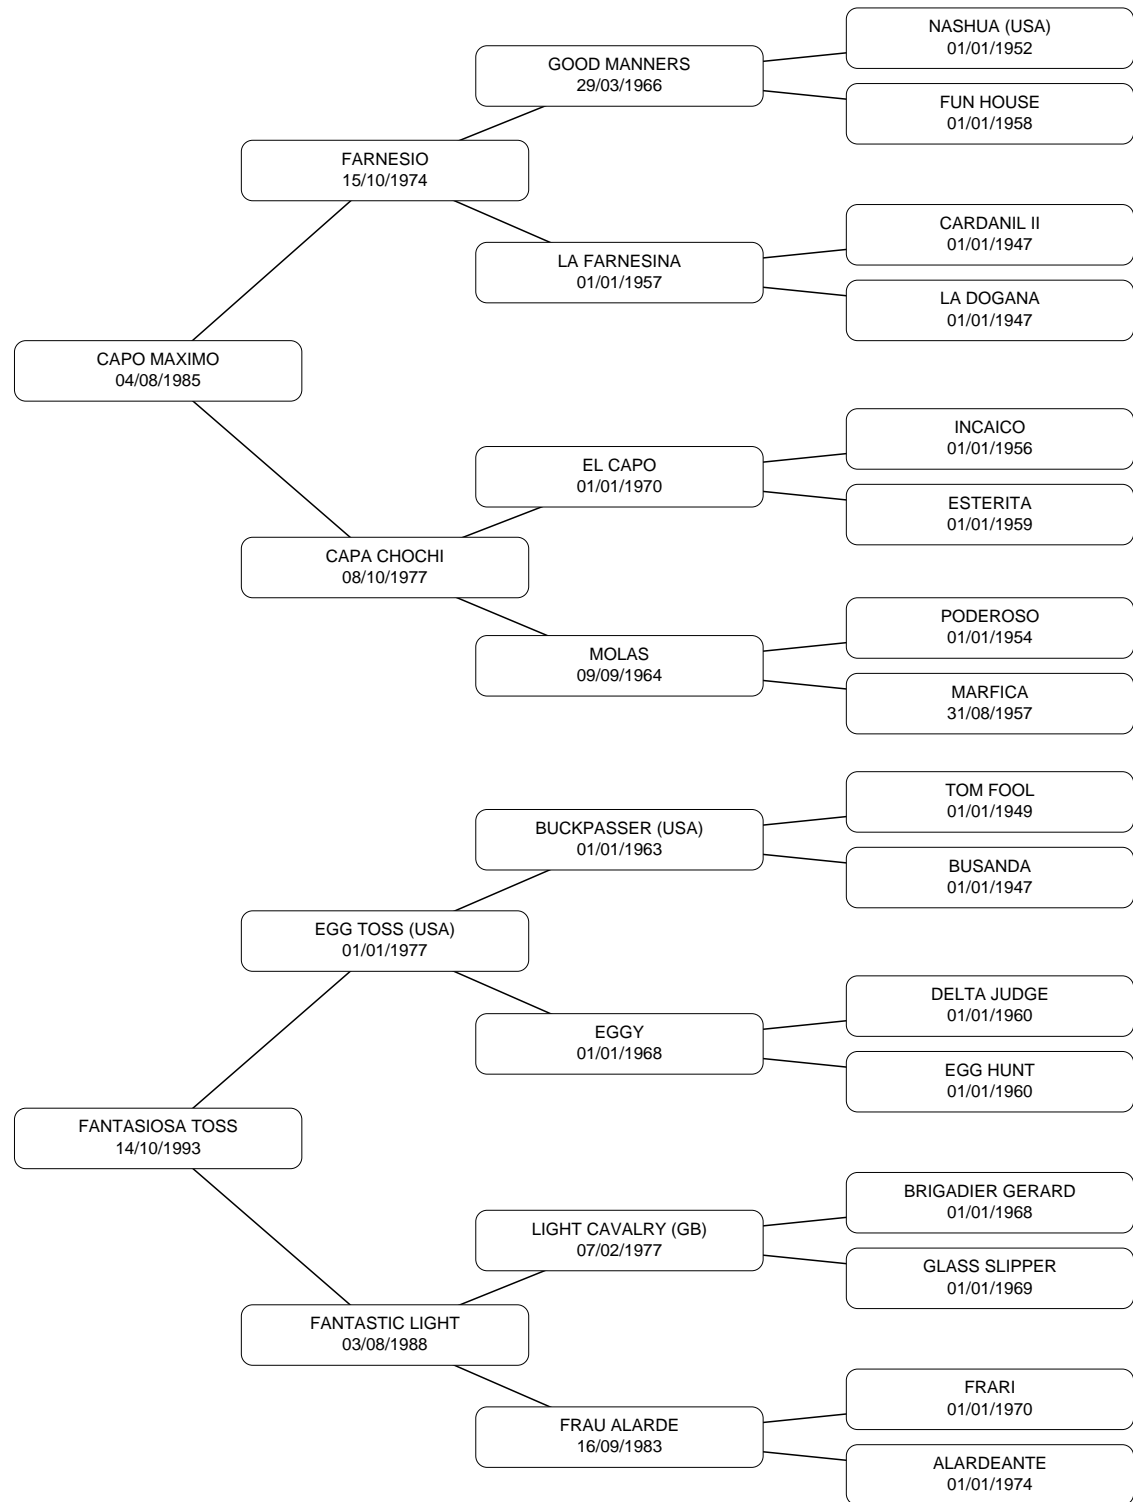 NASHUA (USA)
01/01/1952
GOOD MANNERS
29/03/1966
FUN HOUSE
01/01/1958
FARNESIO
15/10/1974
CARDANIL II
01/01/1947
LA FARNESINA
01/01/1957
LA DOGANA
01/01/1947
CAPO MAXIMO
04/08/1985
INCAICO
01/01/1956
EL CAPO
01/01/1970
ESTERITA
01/01/1959
CAPA CHOCHI
08/10/1977
PODEROSO
01/01/1954
MOLAS
09/09/1964
MARFICA
31/08/1957
TOM FOOL
01/01/1949
BUCKPASSER (USA)
01/01/1963
BUSANDA
01/01/1947
EGG TOSS (USA)
01/01/1977
DELTA JUDGE
01/01/1960
EGGY
01/01/1968
EGG HUNT
01/01/1960
FANTASIOSA TOSS
14/10/1993
BRIGADIER GERARD
01/01/1968
LIGHT CAVALRY (GB)
07/02/1977
GLASS SLIPPER
01/01/1969
FANTASTIC LIGHT
03/08/1988
FRARI
01/01/1970
FRAU ALARDE
16/09/1983
ALARDEANTE
01/01/1974